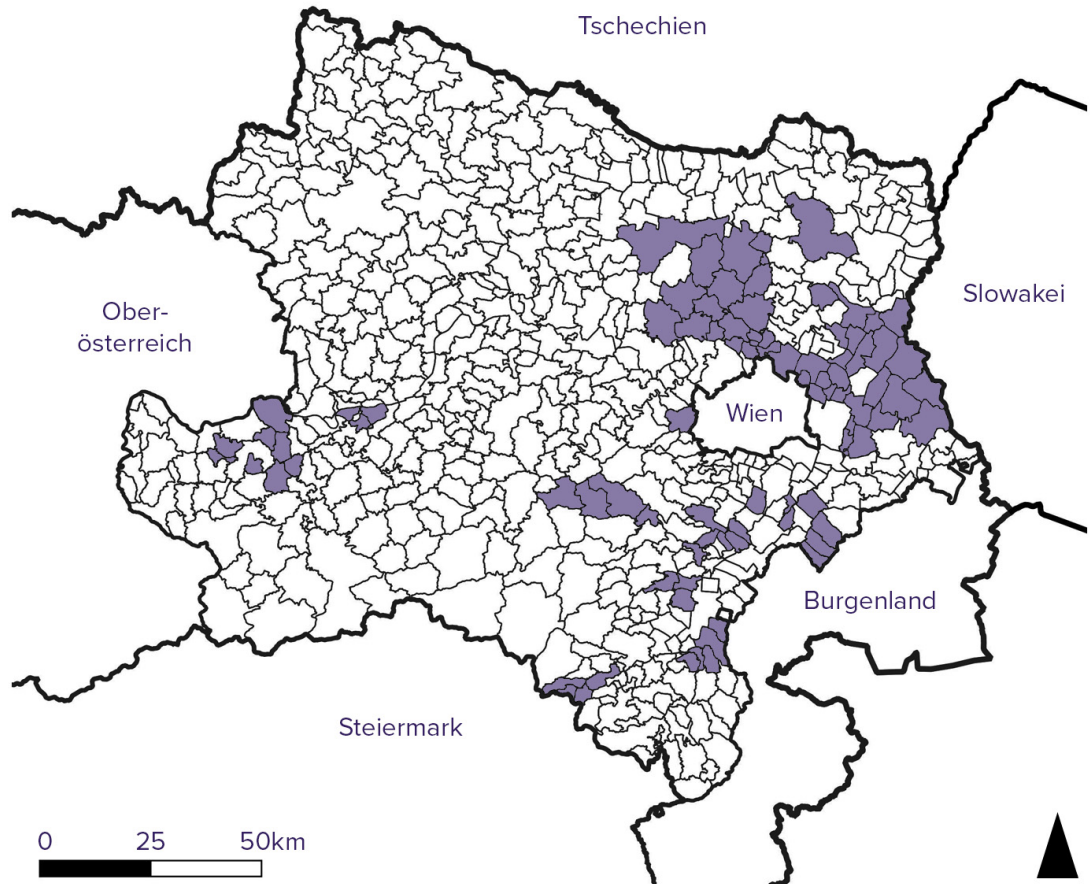 Tschechien
Slowakei
Ober-
österreich
Wien
Burgenland
Steiermark
0 25 50km